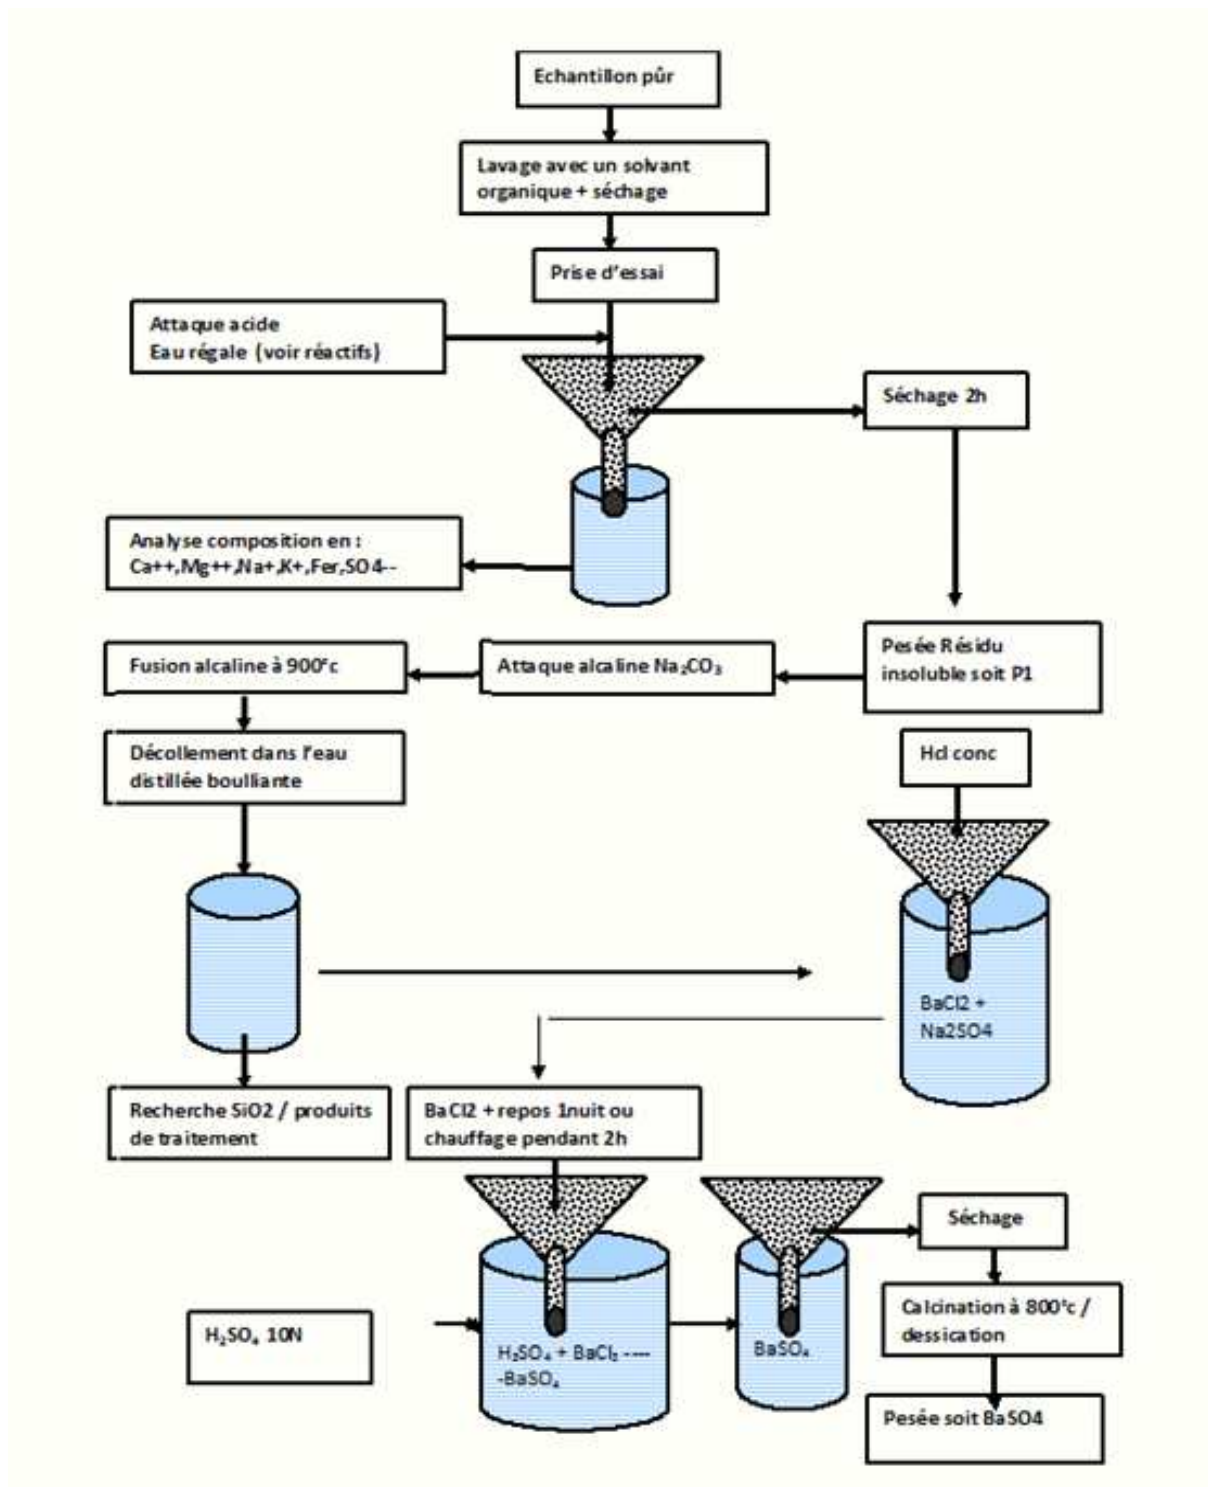 Echantillon pûr
Lavage avec un solvant
organique + séchage
Prise d'essai
Attaque acide
Eau régale (voir réactifs)
Séchage 2h
Analyse composition en :
Ca++,Mg++,Na+,K+,Fer,SO4--
Pesée Résidu
insoluble soit P1
Attaque alcaline Na₂CO₃
Fusion alcaline à 900°c
Décollement dans l'eau
distillée boulliante
Hcl conc
BaCl2 +
Na2SO4
Recherche SiO2 / produits
de traitement
BaCl2 + repos 1nuit ou
chauffage pendant 2h
Séchage
Calcination à 800°c /
dessication
H₂SO₄ 10N
H₂SO₄ + BaCl₂ ----
-BaSO₄
BaSO₄
Pesée soit BaSO4